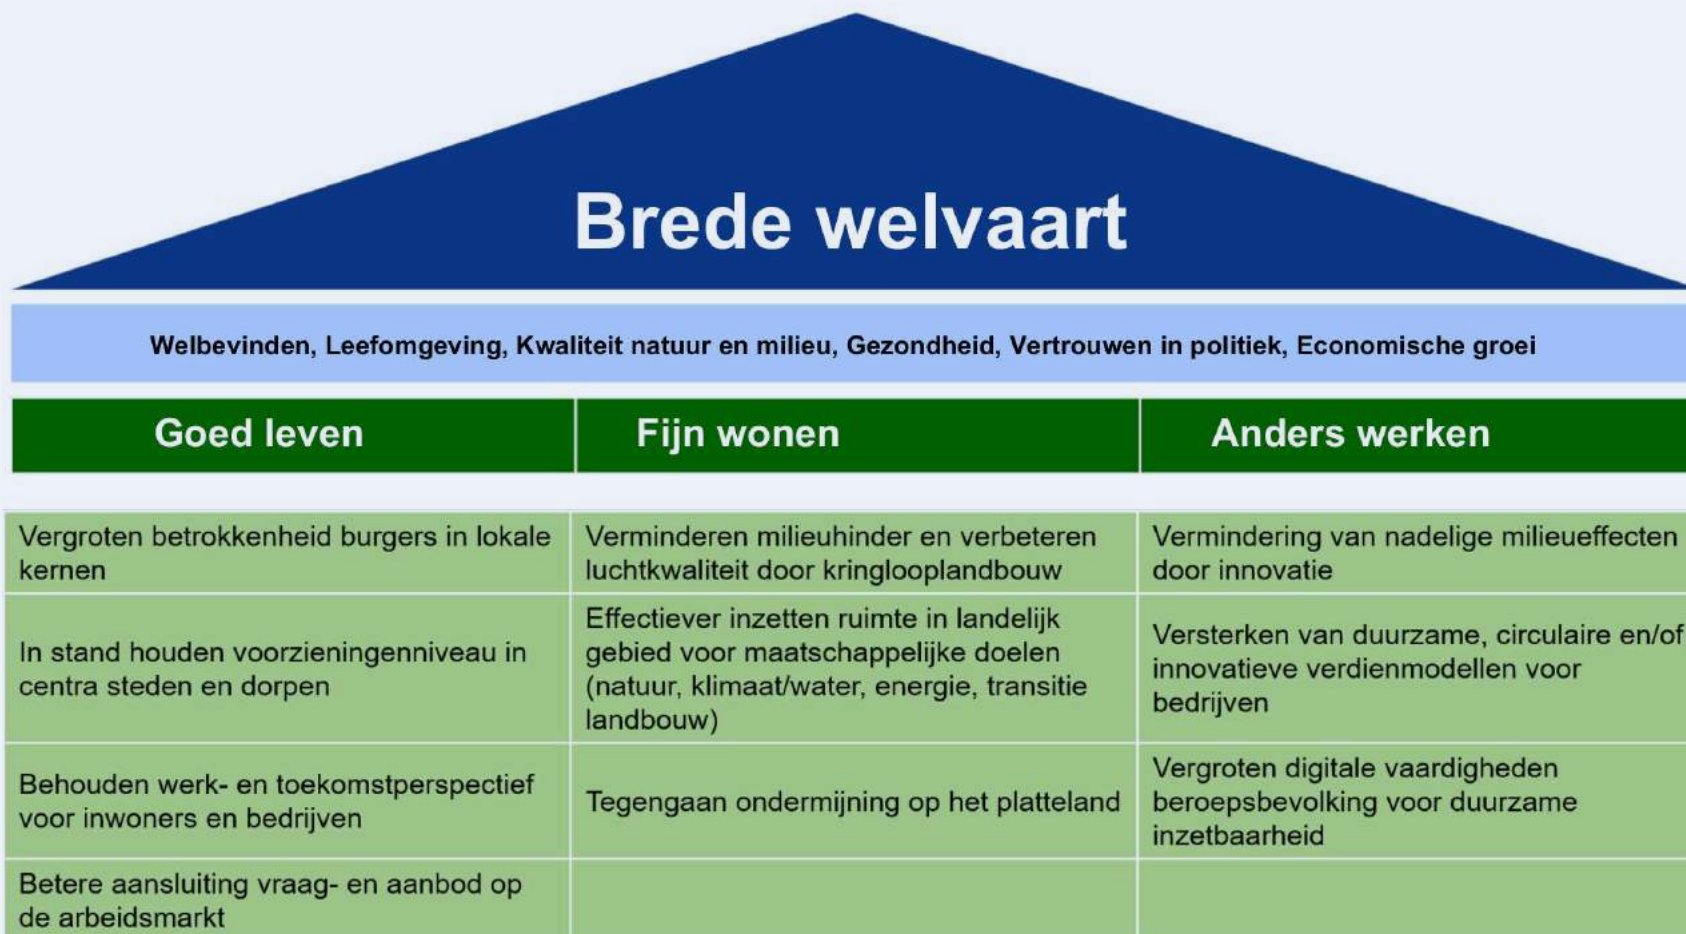 Brede welvaart
Welbevinden, Leefomgeving, Kwaliteit natuur en milieu, Gezondheid, Vertrouwen in politiek, Economische groei
Goed leven
Fijn wonen
Anders werken
Vergroten betrokkenheid burgers in lokale
kernen
Verminderen milieuhinder en verbeteren
luchtkwaliteit door kringlooplandbouw
Vermindering van nadelige milieueffecten
door innovatie
In stand houden voorzieningenniveau in
centra steden en dorpen
Effectiever inzetten ruimte in landelijk
gebied voor maatschappelijke doelen
(natuur, klimaat/water, energie, transitie
landbouw)
Versterken van duurzame, circulaire en/of
innovatieve verdienmodellen voor
bedrijven
Behouden werk- en toekomstperspectief
voor inwoners en bedrijven
Tegengaan ondermijning op het platteland
Vergroten digitale vaardigheden
beroepsbevolking voor duurzame
inzetbaarheid
Betere aansluiting vraag- en aanbod op
de arbeidsmarkt